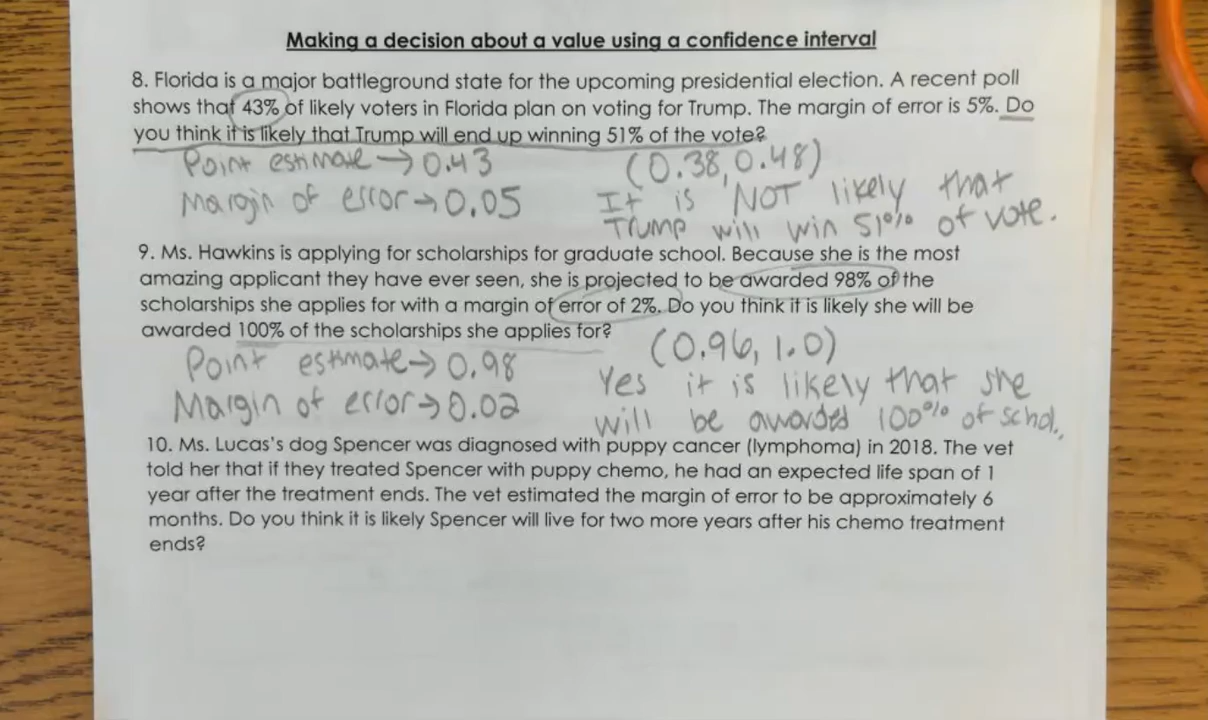 Making a decision about a value using a confidence interval
8. Florida is a major battleground state for the upcoming presidential election. A recent poll
shows that 43% of likely voters in Florida plan on voting for Trump. The margin of error is 5%. Do
you think it is likely that Trump will end up winning 51% of the vote?
Point estimate → 0.43
Margin of error → 0.05
(0.38, 0.48)
It is NOT likely that
Trump will win 51% of vote.
9. Ms. Hawkins is applying for scholarships for graduate school. Because she is the most
amazing applicant they have ever seen, she is projected to be awarded 98% of the
scholarships she applies for with a margin of error of 2%. Do you think it is likely she will be
awarded 100% of the scholarships she applies for?
Point estimate → 0.98
Margin of error → 0.02
(0.96, 1.0)
Yes it is likely that she
will be awarded 100% of schol.
10. Ms. Lucas's dog Spencer was diagnosed with puppy cancer (lymphoma) in 2018. The vet
told her that if they treated Spencer with puppy chemo, he had an expected life span of 1
year after the treatment ends. The vet estimated the margin of error to be approximately 6
months. Do you think it is likely Spencer will live for two more years after his chemo treatment
ends?